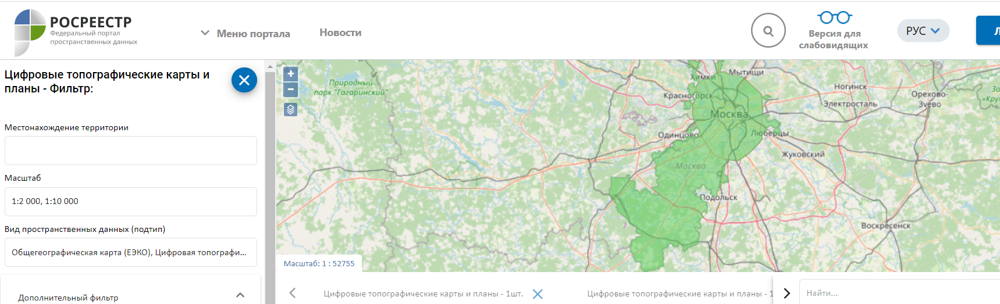 РОСРЕЕСТР
Федеральный портал
пространственных данных
Меню портала
Новости
Версия для
слабовидящих
РУС
Л
Цифровые топографические карты и
планы - Фильтр:
Местонахождение территории
Масштаб
1:2 000, 1:10 000
Вид пространственных данных (подтип)
Общегеографическая карта (ЕЭКО), Цифровая топографи...
Дополнительный фильтр
+
−
Природный
парк "Гагаринский"
Химки
Мытищи
Красногорск
Ногинск
Электросталь
Орехово-
Зуево
За
«Кру
Москва
Одинцово
Люберцы
Жуковский
Москва
Подольск
Воскресенск
Масштаб: 1 : 52755
Цифровые топографические карты и планы - 1шт.
Цифровые топографические карты и планы - 1
Найти...